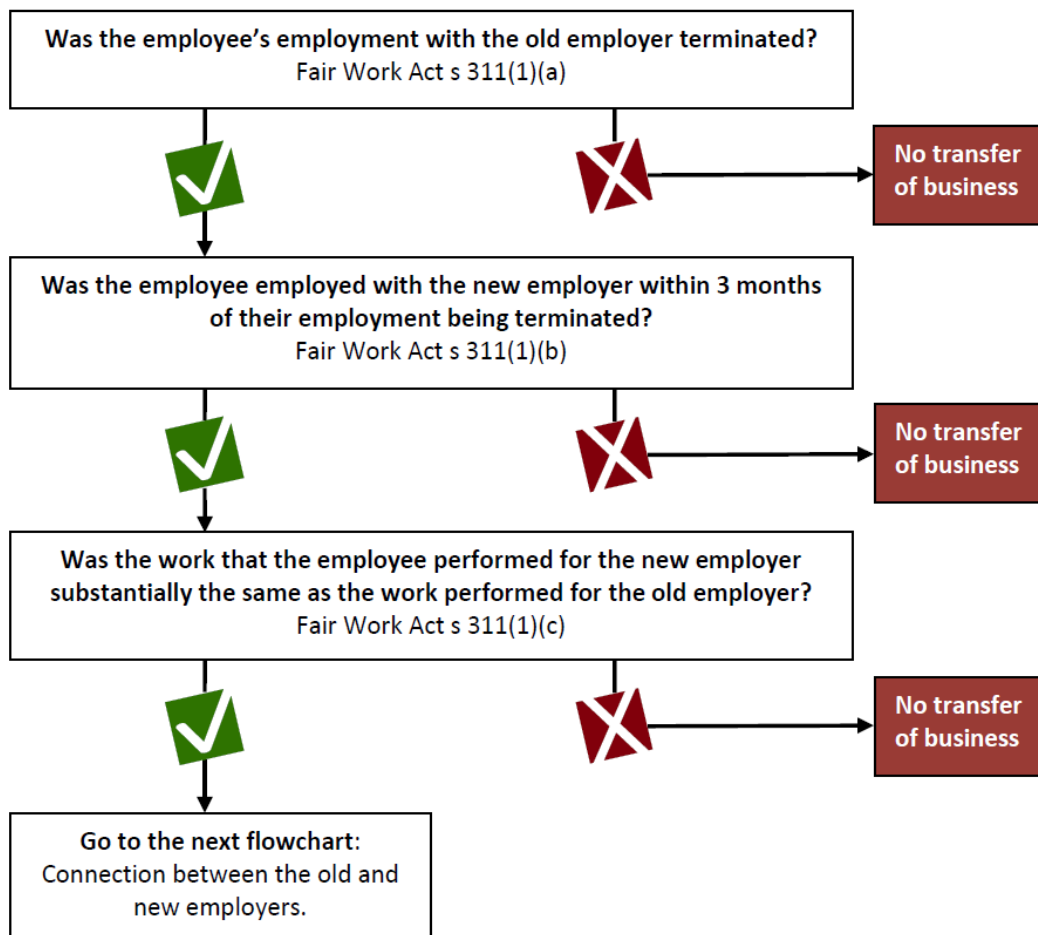 Was the employee’s employment with the old employer terminated?
Fair Work Act s 311(1)(a)
No transfer
of business
Was the employee employed with the new employer within 3 months
of their employment being terminated?
Fair Work Act s 311(1)(b)
No transfer
of business
Was the work that the employee performed for the new employer
substantially the same as the work performed for the old employer?
Fair Work Act s 311(1)(c)
No transfer
of business
Go to the next flowchart:
Connection between the old and
new employers.